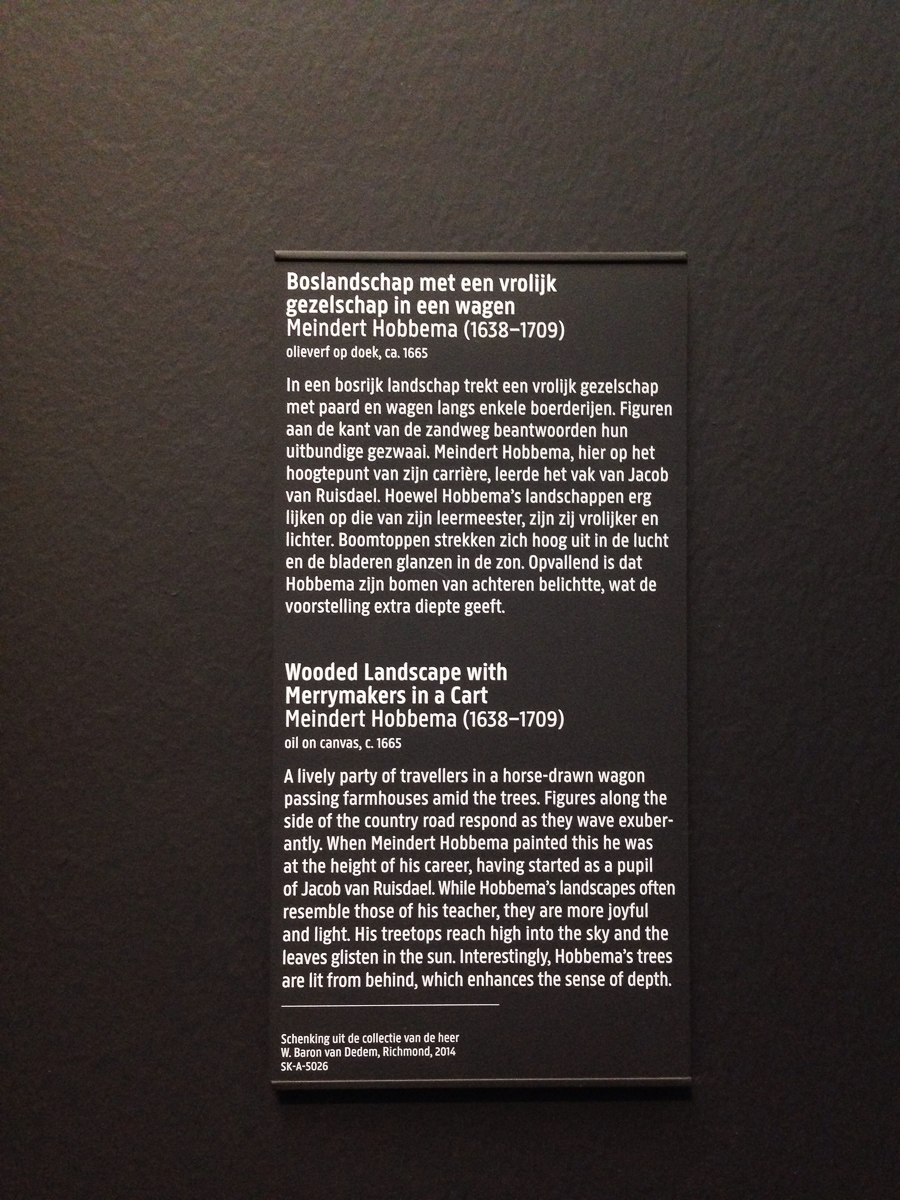 Boslandschap met een vrolijk
gezelschap in een wagen
Meindert Hobbema (1638–1709)
olieverf op doek, ca. 1665
In een bosrijk landschap trekt een vrolijk gezelschap
met paard en wagen langs enkele boerderijen. Figuren
aan de kant van de zandweg beantwoorden hun
uitbundige gezwaai. Meindert Hobbema, hier op het
hoogtepunt van zijn carrière, leerde het vak van Jacob
van Ruisdael. Hoewel Hobbema’s landschappen erg
lijken op die van zijn leermeester, zijn zij vrolijker en
lichter. Boomtoppen strekken zich hoog uit in de lucht
en de bladeren glanzen in de zon. Opvallend is dat
Hobbema zijn bomen van achteren belichtte, wat de
voorstelling extra diepte geeft.
Wooded Landscape with
Merrymakers in a Cart
Meindert Hobbema (1638–1709)
oil on canvas, c. 1665
A lively party of travellers in a horse-drawn wagon
passing farmhouses amid the trees. Figures along the
side of the country road respond as they wave exuber-
antly. When Meindert Hobbema painted this he was
at the height of his career, having started as a pupil
of Jacob van Ruisdael. While Hobbema’s landscapes often
resemble those of his teacher, they are more joyful
and light. His treetops reach high into the sky and the
leaves glisten in the sun. Interestingly, Hobbema’s trees
are lit from behind, which enhances the sense of depth.
Schenking uit de collectie van de heer
W. Baron van Dedem, Richmond, 2014
SK-A-5026